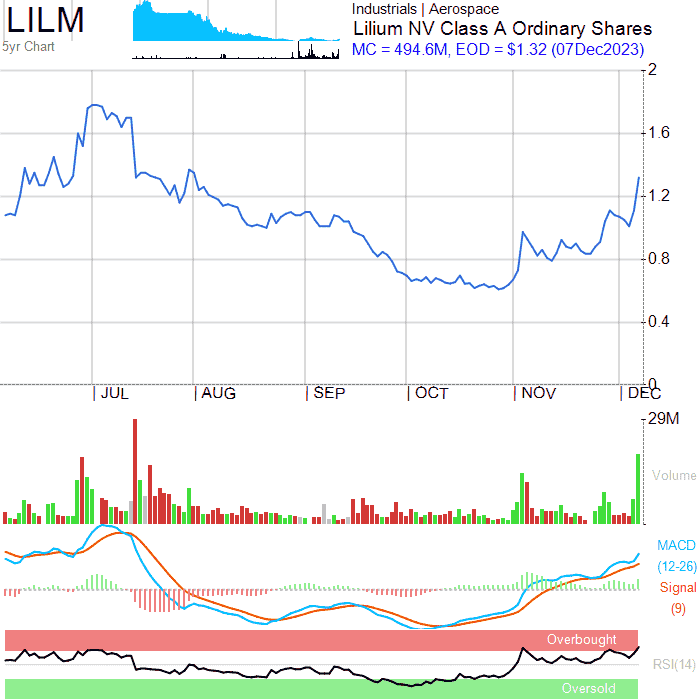 LILM
5yr Chart
Industrials | Aerospace
Lilium NV Class A Ordinary Shares
MC = 494.6M, EOD = $1.32 (07Dec2023)
2
1.6
1.2
0.8
0.4
0
JUL AUG SEP OCT NOV DEC
29M
Volume
MACD
(12-26)
Signal
(9)
Overbought
RSI(14)
Oversold